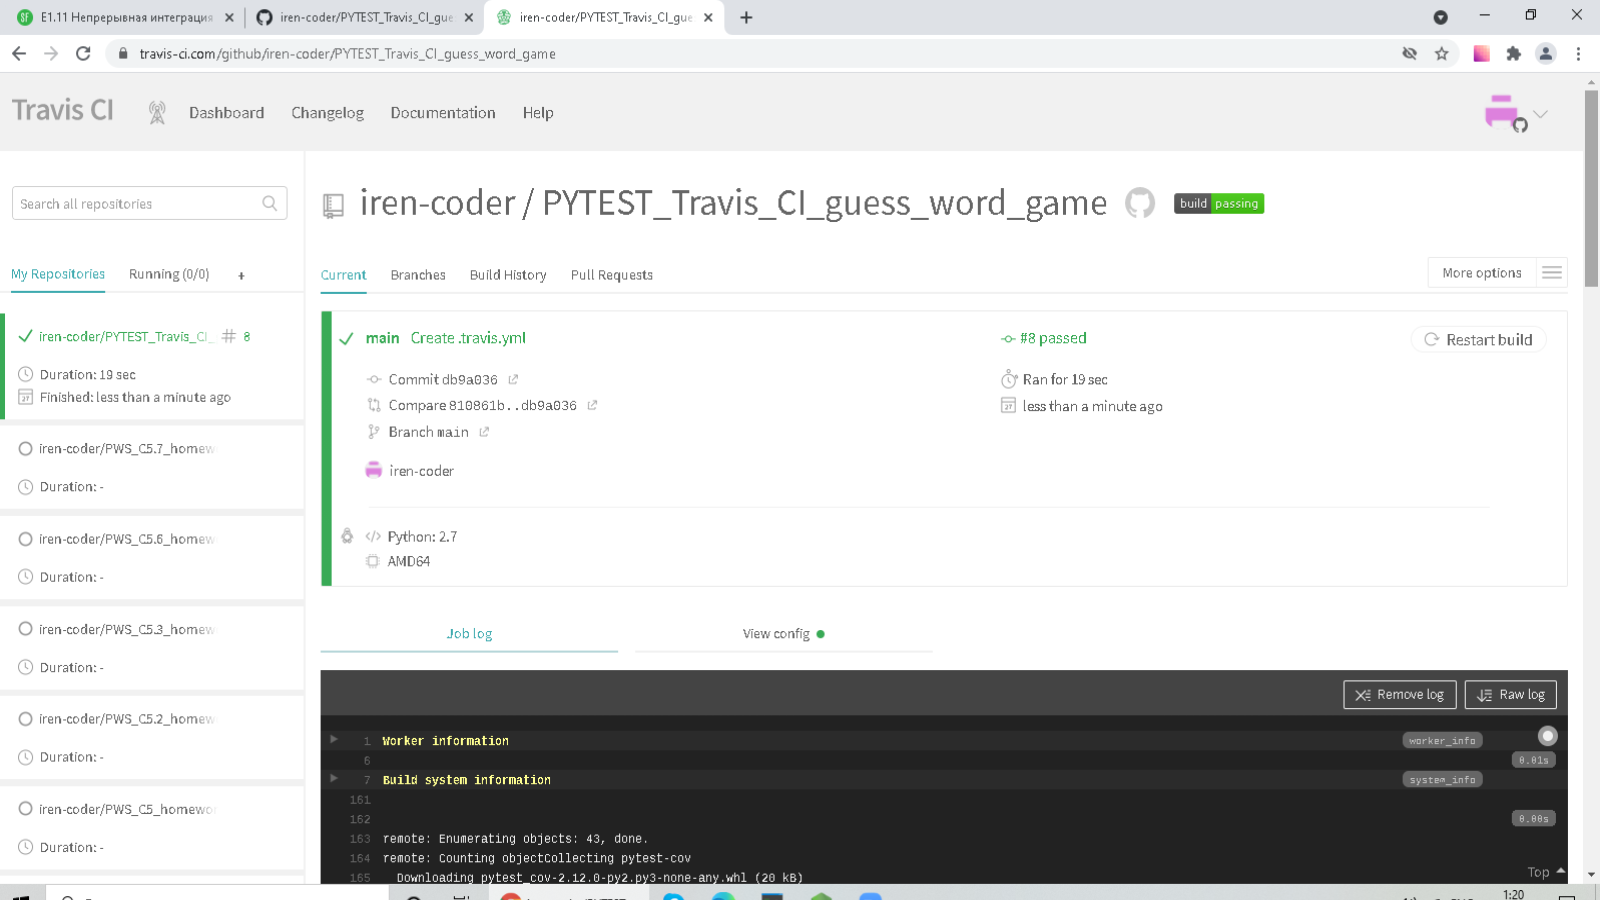 E1.11 Непрерывная интеграция
iren-coder/PYTEST_Travis_CI_gue
iren-coder/PYTEST_Travis_CI_gue
travis-ci.com/github/iren-coder/PYTEST_Travis_CI_guess_word_game
Travis CI
Dashboard
Changelog
Documentation
Help
Search all repositories
My Repositories
Running (0/0)
+
iren-coder/PYTEST_Travis_CI_
# 8
Duration: 19 sec
Finished: less than a minute ago
iren-coder/PWS_C5.7_homew
Duration: -
iren-coder/PWS_C5.6_homew
Duration: -
iren-coder/PWS_C5.3_homew
Duration: -
iren-coder/PWS_C5.2_homew
Duration: -
iren-coder/PWS_C5_homewo
Duration: -
iren-coder / PYTEST_Travis_CI_guess_word_game
build passing
Current
Branches
Build History
Pull Requests
More options
main Create .travis.yml
Commit db9a036
Compare 810861b..db9a036
Branch main
iren-coder
#8 passed
Ran for 19 sec
less than a minute ago
Restart build
Python: 2.7
AMD64
Job log
View config
Remove log
Raw log
1 Worker information
worker_info
6
0.01s
7 Build system information
system_info
161
162
0.00s
163 remote: Enumerating objects: 43, done.
164 remote: Counting objectCollecting pytest-cov
165 Downloading pytest_cov-2.12.0-py2.py3-none-any.whl (20 kB)
Top
1:20